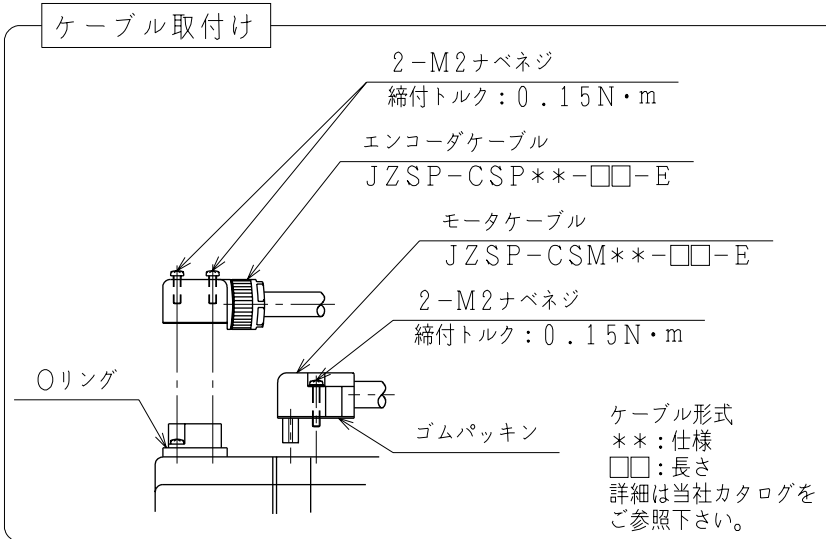 ケーブル取付け
2-M2ナベネジ
締付トルク:0.15N・m
エンコーダケーブル
JZSP-CSP**-□□-E
モータケーブル
JZSP-CSM**-□□-E
2-M2ナベネジ
締付トルク:0.15N・m
Oリング
ゴムパッキン
ケーブル形式
**:仕様
□□:長さ
詳細は当社カタログを
ご参照下さい。